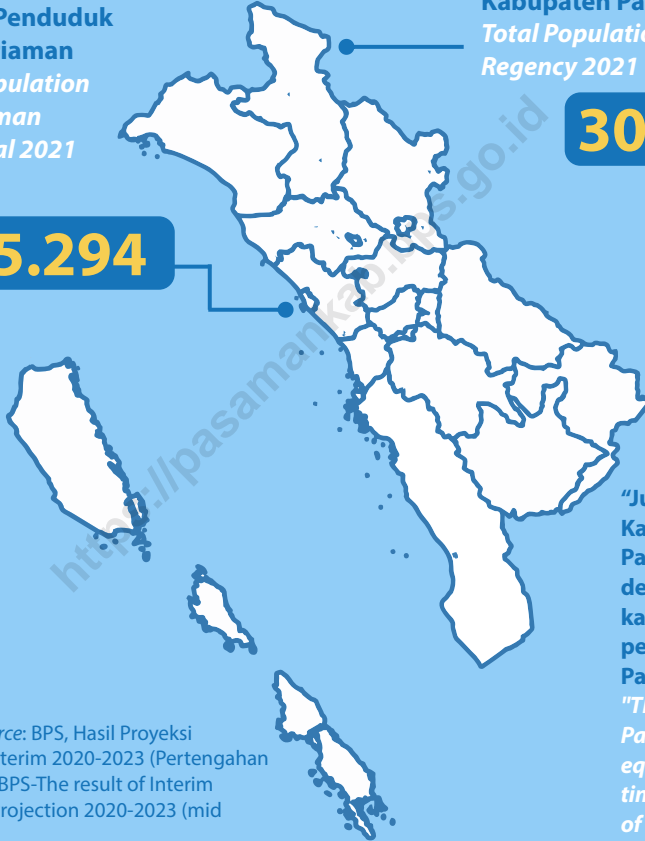 Penduduk
iaman
pulation
man
al 2021
5.294
Kabupaten Pa
Total Populatio
Regency 2021
30
https://pasamankab.bps.go.id
“Ju
Ka
Pa
de
ka
pe
Pa
"Th
Pa
eq
tim
of
rce: BPS, Hasil Proyeksi
terim 2020-2023 (Pertengahan
BPS-The result of Interim
rojection 2020-2023 (mid